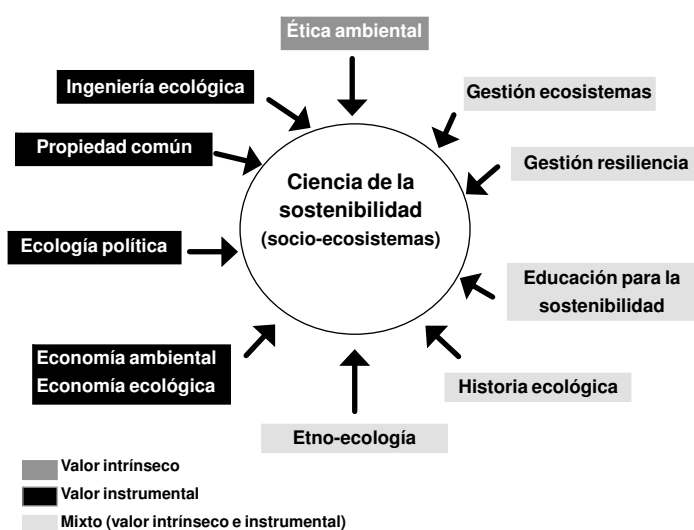 Ética ambiental
Ingeniería ecológica
Gestión ecosistemas
Propiedad común
Gestión resiliencia
Ciencia de la
sostenibilidad
(socio-ecosistemas)
Ecología política
Educación para la
sostenibilidad
Economía ambiental
Economía ecológica
Historia ecológica
Etno-ecología
Valor intrínseco
Valor instrumental
Mixto (valor intrínseco e instrumental)